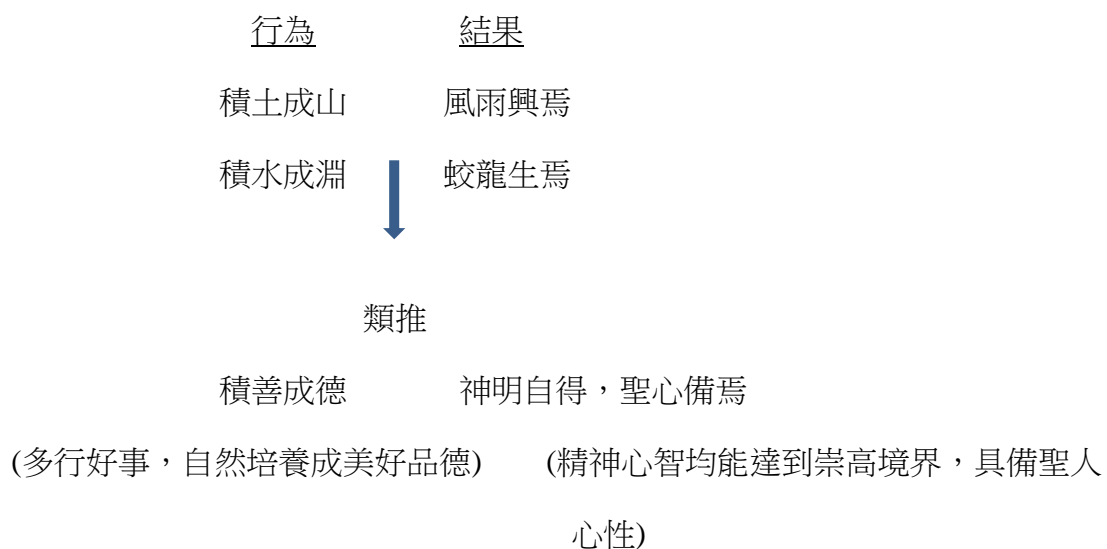 行為 結果
積土成山 風雨興焉
積水成淵 蛟龍生焉
類推
積善成德 神明自得,聖心備焉
(多行好事,自然培養成美好品德) (精神心智均能達到崇高境界,具備聖人
心性)